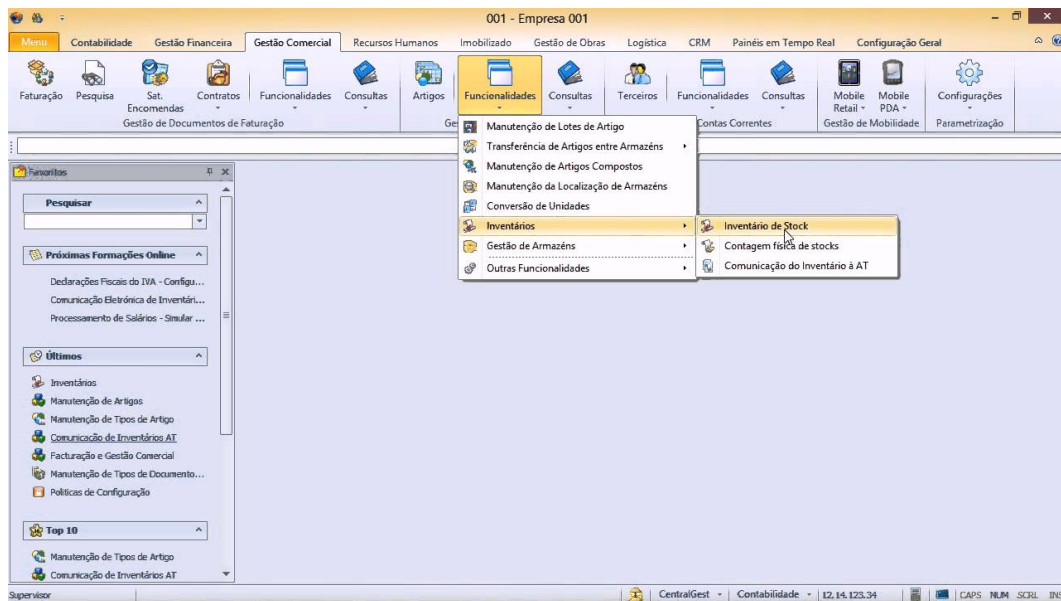 001 - Empresa 001
Menu Contabilidade Gestão Financeira Gestão Comercial Recursos Humanos Imobilizado Gestão de Obras Logística CRM Painéis em Tempo Real Configuração Geral
Faturação Pesquisa Sat. Encomendas Contratos Funcionalidades Consultas Artigos Funcionalidades Consultas Terceiros Funcionalidades Consultas Mobile Retail Mobile PDA Configurações
Gestão de Documentos de Faturação Ge Contas Correntes Gestão de Mobilidade Parametrização
Manutenção de Lotes de Artigo
Transferência de Artigos entre Armazéns
Manutenção de Artigos Compostos
Manutenção da Localização de Armazéns
Conversão de Unidades
Inventários
Gestão de Armazéns
Outras Funcionalidades
Inventário de Stock
Contagem física de stocks
Comunicação do Inventário à AT
Favoritos
Pesquisar
Próximas Formações Online
Declarações Fiscais do IVA - Configu...
Comunicação Eletrónica de Inventári...
Processamento de Salários - Simular ...
Últimos
Inventários
Manutenção de Artigos
Manutenção de Tipos de Artigo
Comunicação de Inventários AT
Facturação e Gestão Comercial
Manutenção de Tipos de Documento...
Politicas de Configuração
Top 10
Manutenção de Tipos de Artigo
Comunicação de Inventários AT
Supervisor CentralGest Contabilidade 12.14.123.34 CAPS NUM SCRL IN